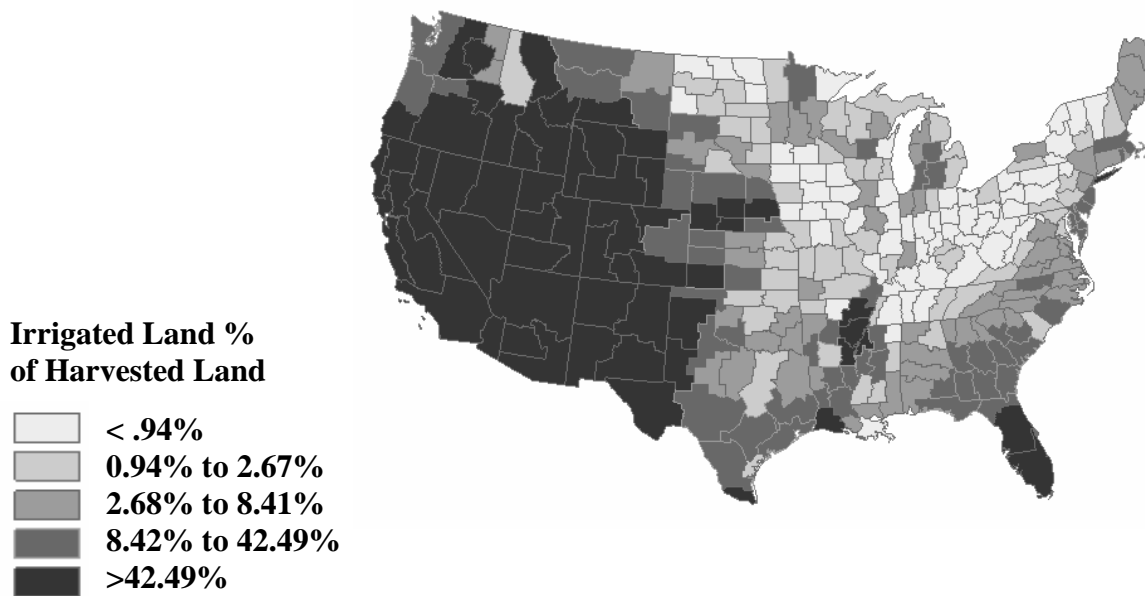 Irrigated Land %
of Harvested Land
< .94%
0.94% to 2.67%
2.68% to 8.41%
8.42% to 42.49%
>42.49%